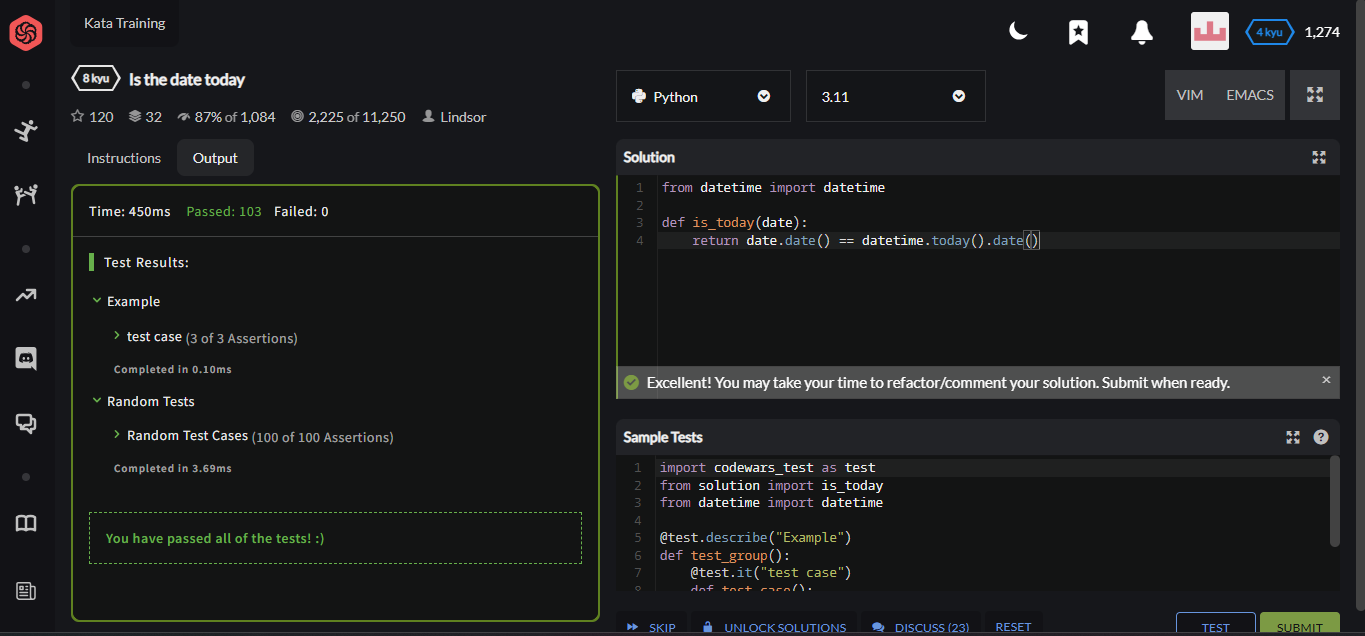 Kata Training
4 kyu 1,274
8 kyu Is the date today
120 32 87% of 1,084 2,225 of 11,250 Lindsor
Instructions Output
Time: 450ms Passed: 103 Failed: 0
Test Results:
Example
test case (3 of 3 Assertions)
Completed in 0.10ms
Random Tests
Random Test Cases (100 of 100 Assertions)
Completed in 3.69ms
You have passed all of the tests! :)
Python 3.11 VIM EMACS
Solution
1 from datetime import datetime
2
3 def is_today(date):
4     return date.date() == datetime.today().date()
Excellent! You may take your time to refactor/comment your solution. Submit when ready.
Sample Tests
1 import codewars_test as test
2 from solution import is_today
3 from datetime import datetime
4
5 @test.describe("Example")
6 def test_group():
7     @test.it("test case")
8     def test_case():
SKIP UNLOCK SOLUTIONS DISCUSS (23) RESET TEST SUBMIT